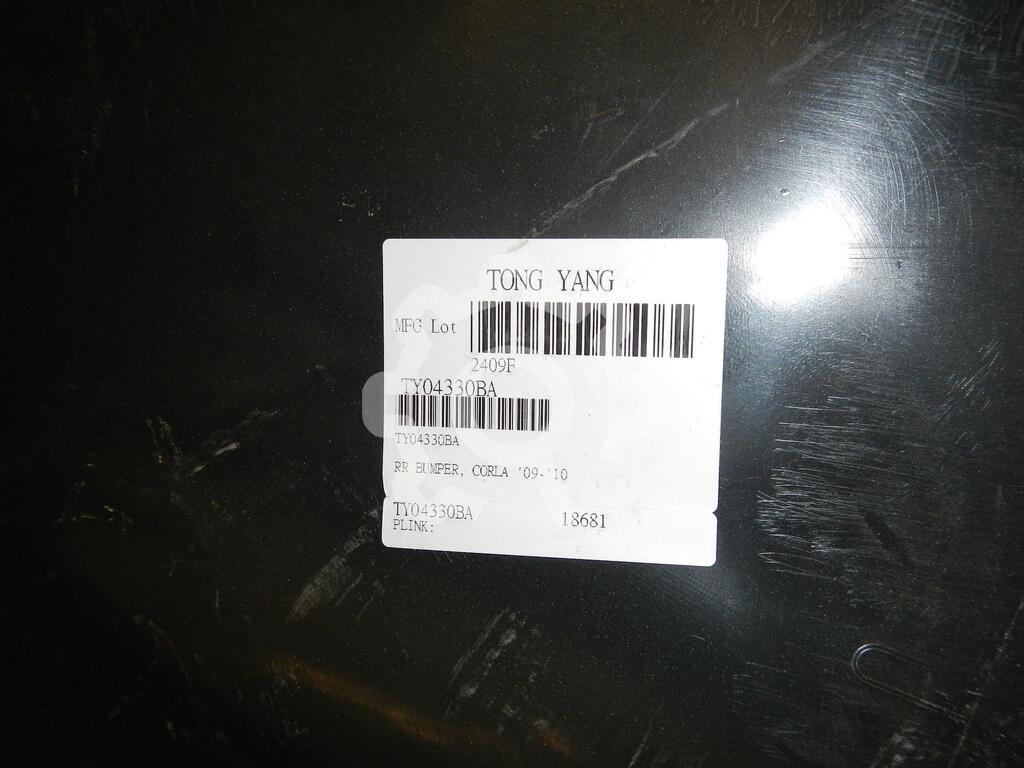 TONG YANG
MFG Lot
2409F
TY04330BA
TY04330BA
RR BUMPER, CORLA '09-'10
TY04330BA 18681
PLINK: